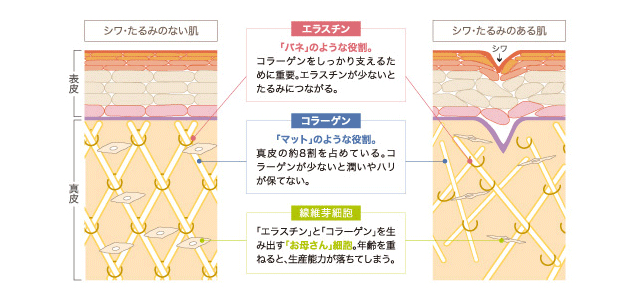 シワ・たるみのない肌
表皮
真皮
エラスチン
「バネ」のような役割。
コラーゲンをしっかり支えるた
めに重要。エラスチンが少ないと
たるみにつながる。
コラーゲン
「マット」のような役割。
真皮の約8割を占めている。コ
ラーゲンが少ないと潤いやハリ
が保てない。
線維芽細胞
「エラスチン」と「コラーゲン」を生
み出す「お母さん」細胞。年齢を重
ねると、生産能力が落ちてしまう。
シワ・たるみのある肌
シワ